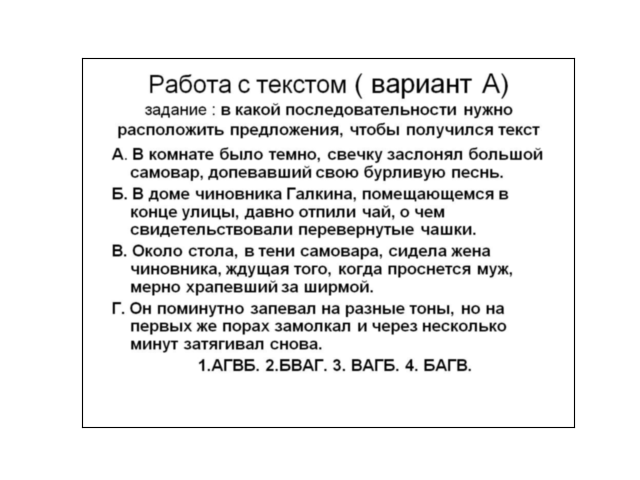 Работа с текстом ( вариант А)
задание : в какой последовательности нужно
расположить предложения, чтобы получился текст
А. В комнате было темно, свечку заслонял большой
самовар, допевавший свою бурливую песнь.
Б. В доме чиновника Галкина, помещающемся в
конце улицы, давно отпили чай, о чем
свидетельствовали перевернутые чашки.
В. Около стола, в тени самовара, сидела жена
чиновника, ждущая того, когда проснется муж,
мерно храпевший за ширмой.
Г. Он поминутно запевал на разные тоны, но на
первых же порах замолкал и через несколько
минут затягивал снова.
1.АГВБ. 2.БВАГ. 3. ВАГБ. 4. БАГВ.